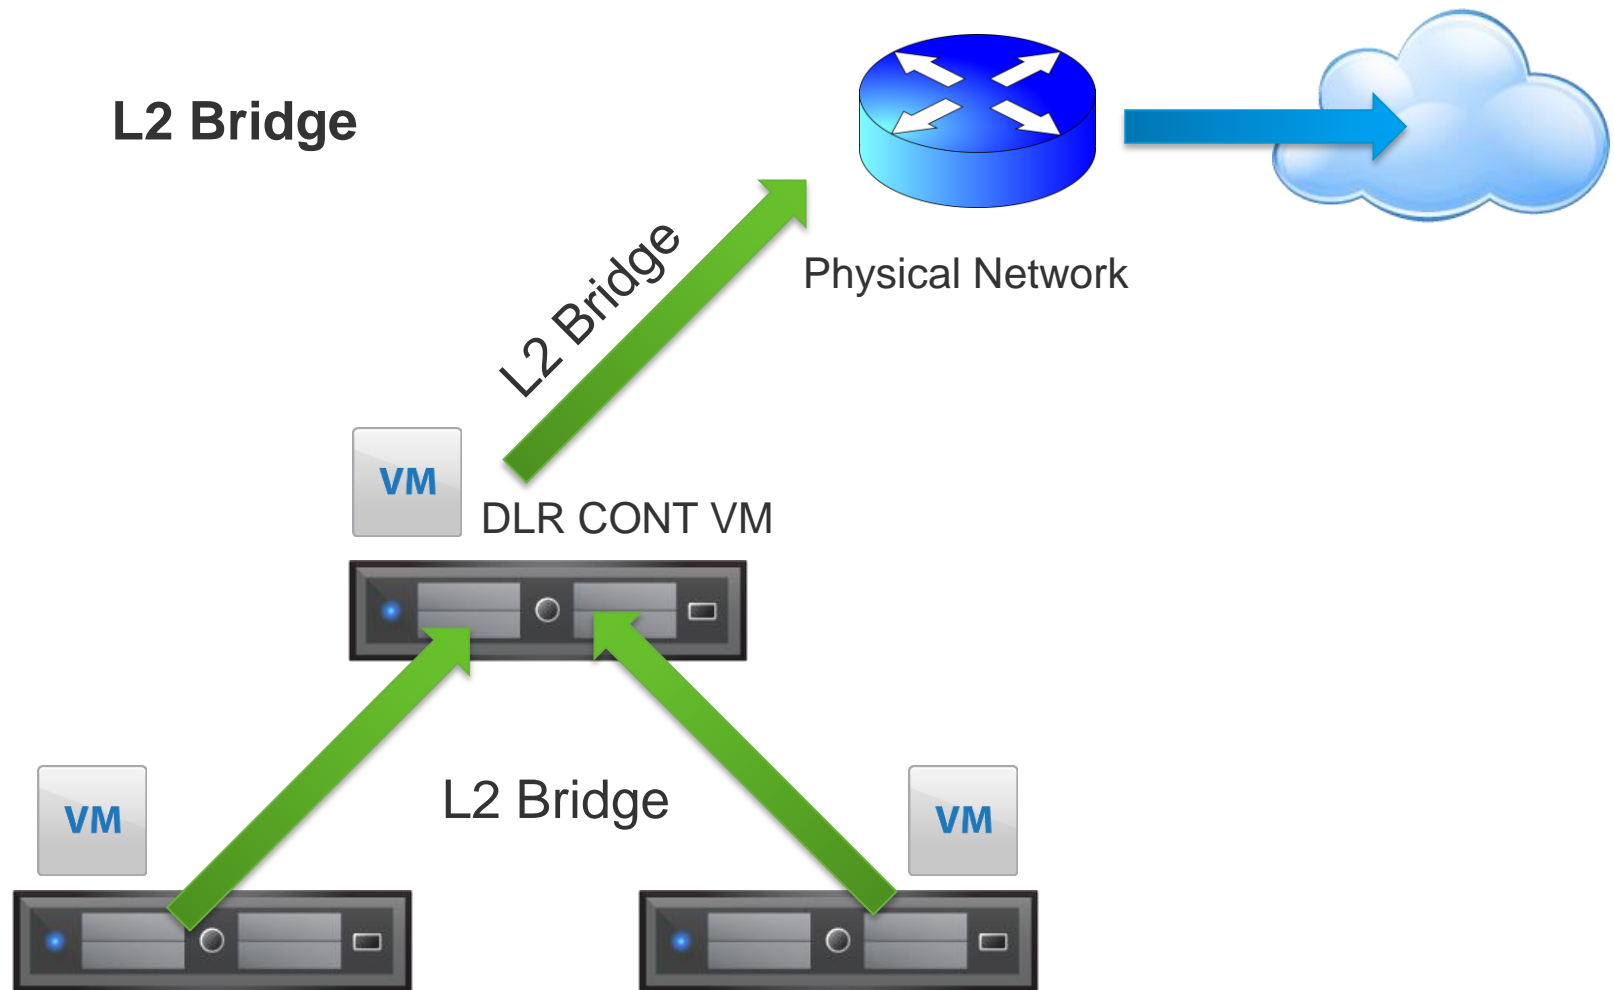 L2 Bridge
L2 Bridge
Physical Network
VM
DLR CONT VM
L2 Bridge
VM
VM